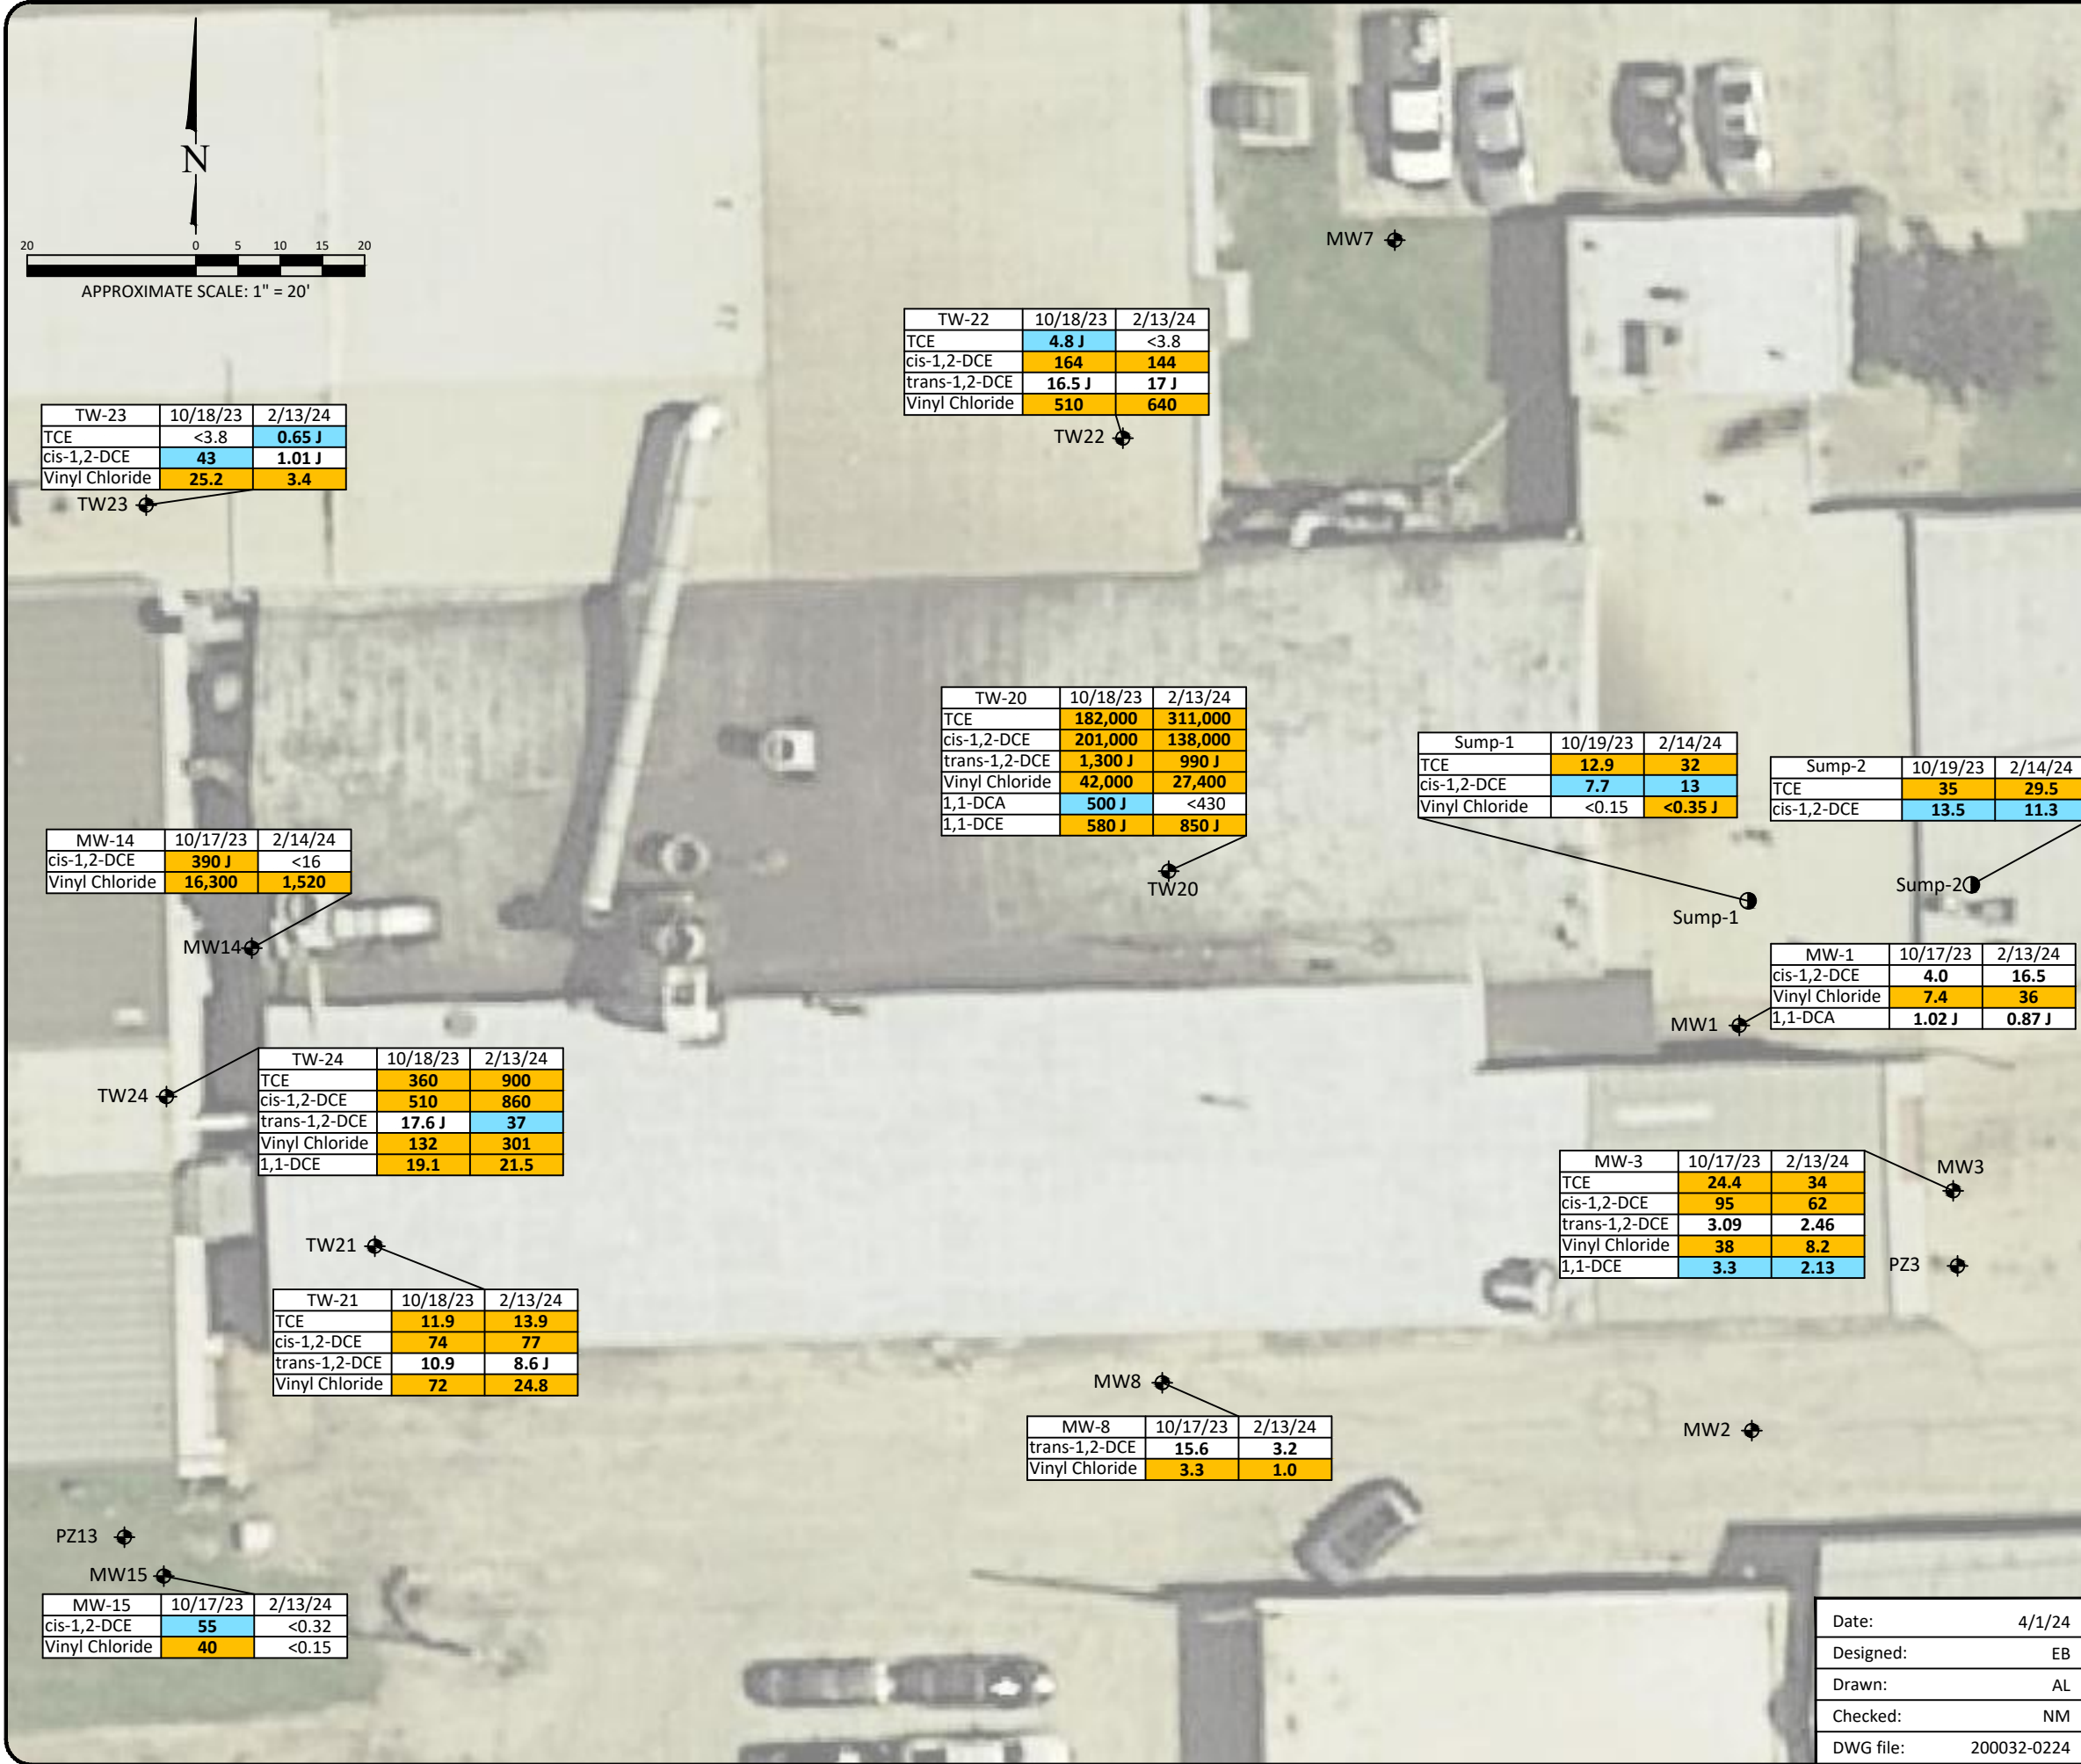 N
20 0 5 10 15 20
APPROXIMATE SCALE: 1" = 20'
MW7
TW-22 10/18/23 2/13/24
TCE 4.8 J <3.8
cis-1,2-DCE 164 144
trans-1,2-DCE 16.5 J 17 J
Vinyl Chloride 510 640
TW22
TW-23 10/18/23 2/13/24
TCE <3.8 0.65 J
cis-1,2-DCE 43 1.01 J
Vinyl Chloride 25.2 3.4
TW23
TW-20 10/18/23 2/13/24
TCE 182,000 311,000
cis-1,2-DCE 201,000 138,000
trans-1,2-DCE 1,300 J 990 J
Vinyl Chloride 42,000 27,400
1,1-DCA 500 J <430
1,1-DCE 580 J 850 J
TW20
Sump-1 10/19/23 2/14/24
TCE 12.9 32
cis-1,2-DCE 7.7 13
Vinyl Chloride <0.15 <0.35 J
Sump-1
Sump-2 10/19/23 2/14/24
TCE 35 29.5
cis-1,2-DCE 13.5 11.3
Sump-2
MW-14 10/17/23 2/14/24
cis-1,2-DCE 390 J <16
Vinyl Chloride 16,300 1,520
MW14
MW-1 10/17/23 2/13/24
cis-1,2-DCE 4.0 16.5
Vinyl Chloride 7.4 36
1,1-DCA 1.02 J 0.87 J
MW1
TW-24 10/18/23 2/13/24
TCE 360 900
cis-1,2-DCE 510 860
trans-1,2-DCE 17.6 J 37
Vinyl Chloride 132 301
1,1-DCE 19.1 21.5
TW24
MW-3 10/17/23 2/13/24
TCE 24.4 34
cis-1,2-DCE 95 62
trans-1,2-DCE 3.09 2.46
Vinyl Chloride 38 8.2
1,1-DCE 3.3 2.13
MW3
PZ3
TW21
TW-21 10/18/23 2/13/24
TCE 11.9 13.9
cis-1,2-DCE 74 77
trans-1,2-DCE 10.9 8.6 J
Vinyl Chloride 72 24.8
MW8
MW-8 10/17/23 2/13/24
trans-1,2-DCE 15.6 3.2
Vinyl Chloride 3.3 1.0
MW2
PZ13
MW15
MW-15 10/17/23 2/13/24
cis-1,2-DCE 55 <0.32
Vinyl Chloride 40 <0.15
Date: 4/1/24
Designed: EB
Drawn: AL
Checked: NM
DWG file: 200032-0224